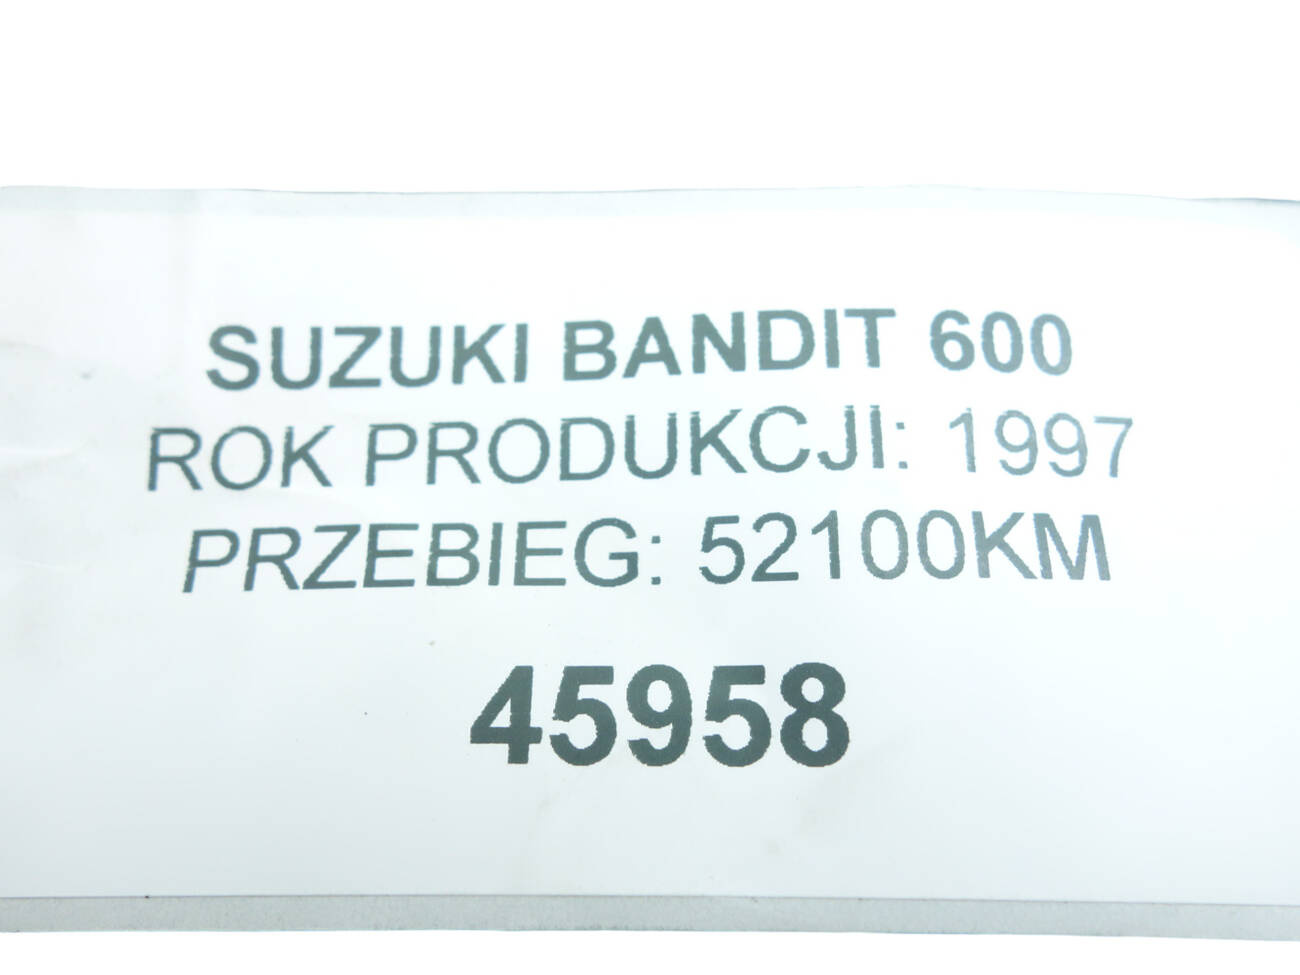 SUZUKI BANDIT 600
ROK PRODUKCJI: 1997
PRZEBIEG: 52100KM
45958